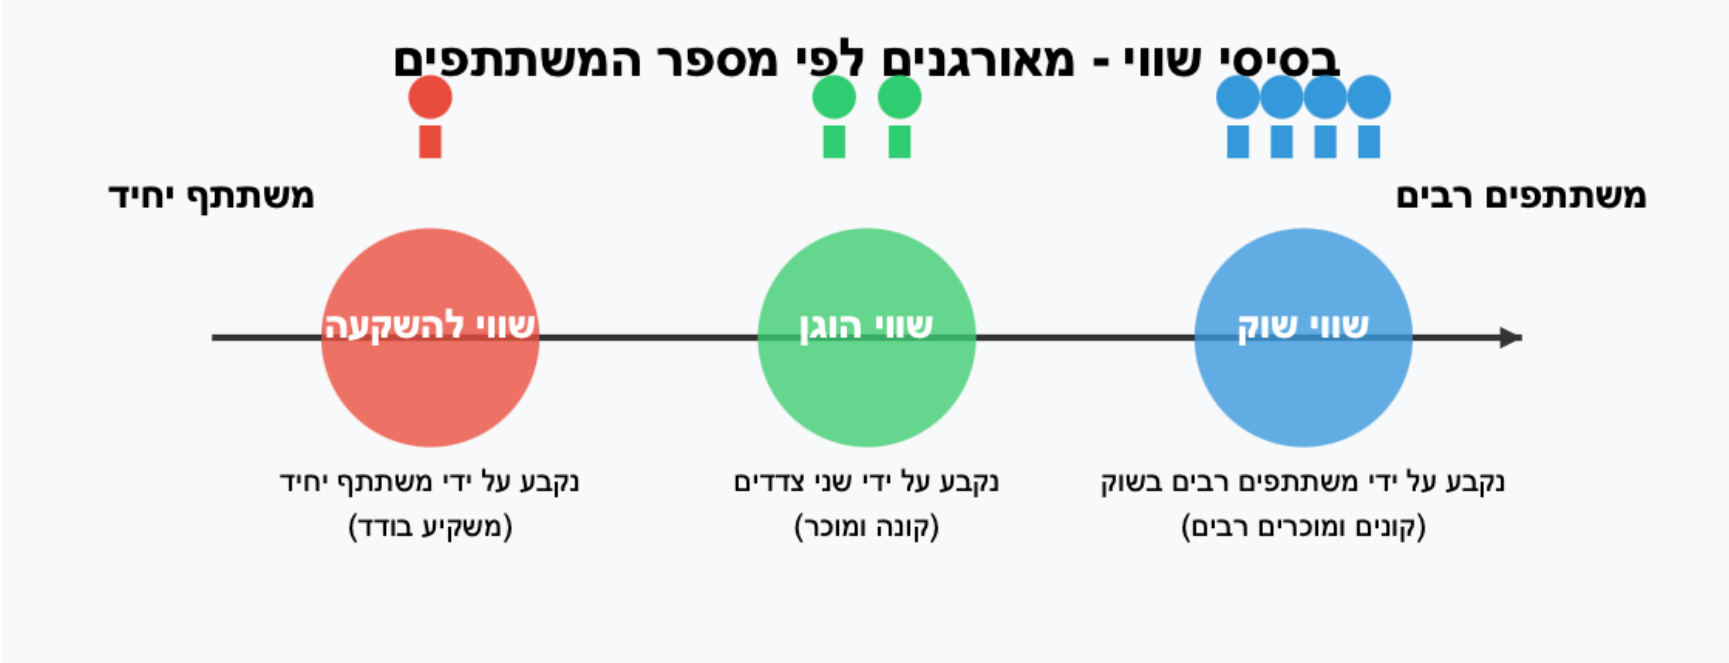 בסיסי שווי - מאורגנים לפי מספר המשתתפים
משתתפים רבים
משתתף יחיד
שווי שוק
שווי הוגן
שווי להשקעה
נקבע על ידי משתתפים רבים בשוק
(קונים ומוכרים רבים)
נקבע על ידי שני צדדים
(קונה ומוכר)
נקבע על ידי משתתף יחיד
(משקיע בודד)